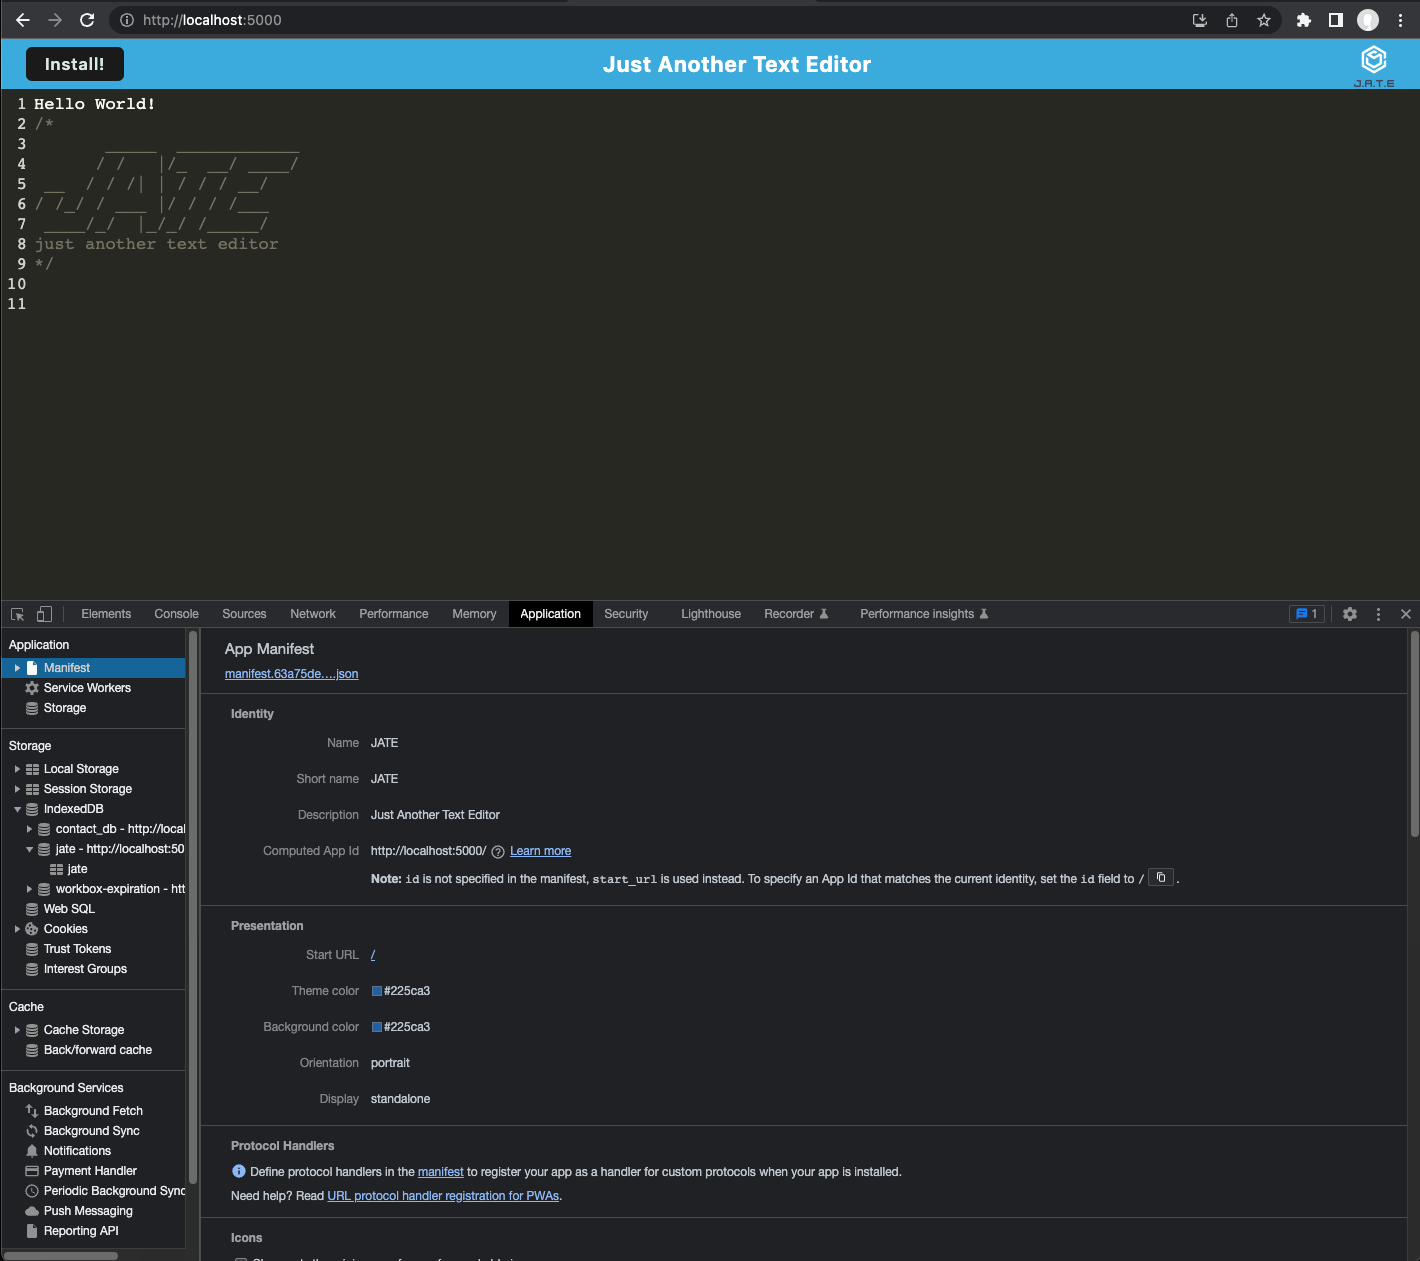 http://localhost:5000
Install!
Just Another Text Editor
J.A.T.E
1 Hello World!
2 /*
3        _____  ____________
4       / /   |/_  __/ ____/
5  __  / / /| | / / / __/
6 / /_/ / ___ |/ / / /___
7  ____/_/  |_/_/ /_____/
8 just another text editor
9 */
10
11
Elements Console Sources Network Performance Memory Application Security Lighthouse Recorder Performance insights 1
Application
Manifest
Service Workers
Storage
Storage
Local Storage
Session Storage
IndexedDB
contact_db - http://local
jate - http://localhost:50
jate
workbox-expiration - htt
Web SQL
Cookies
Trust Tokens
Interest Groups
Cache
Cache Storage
Back/forward cache
Background Services
Background Fetch
Background Sync
Notifications
Payment Handler
Periodic Background Sync
Push Messaging
Reporting API
App Manifest
manifest.63a75de….json
Identity
Name JATE
Short name JATE
Description Just Another Text Editor
Computed App Id http://localhost:5000/ ? Learn more
Note: id is not specified in the manifest, start_url is used instead. To specify an App Id that matches the current identity, set the id field to / .
Presentation
Start URL /
Theme color #225ca3
Background color #225ca3
Orientation portrait
Display standalone
Protocol Handlers
Define protocol handlers in the manifest to register your app as a handler for custom protocols when your app is installed.
Need help? Read URL protocol handler registration for PWAs.
Icons